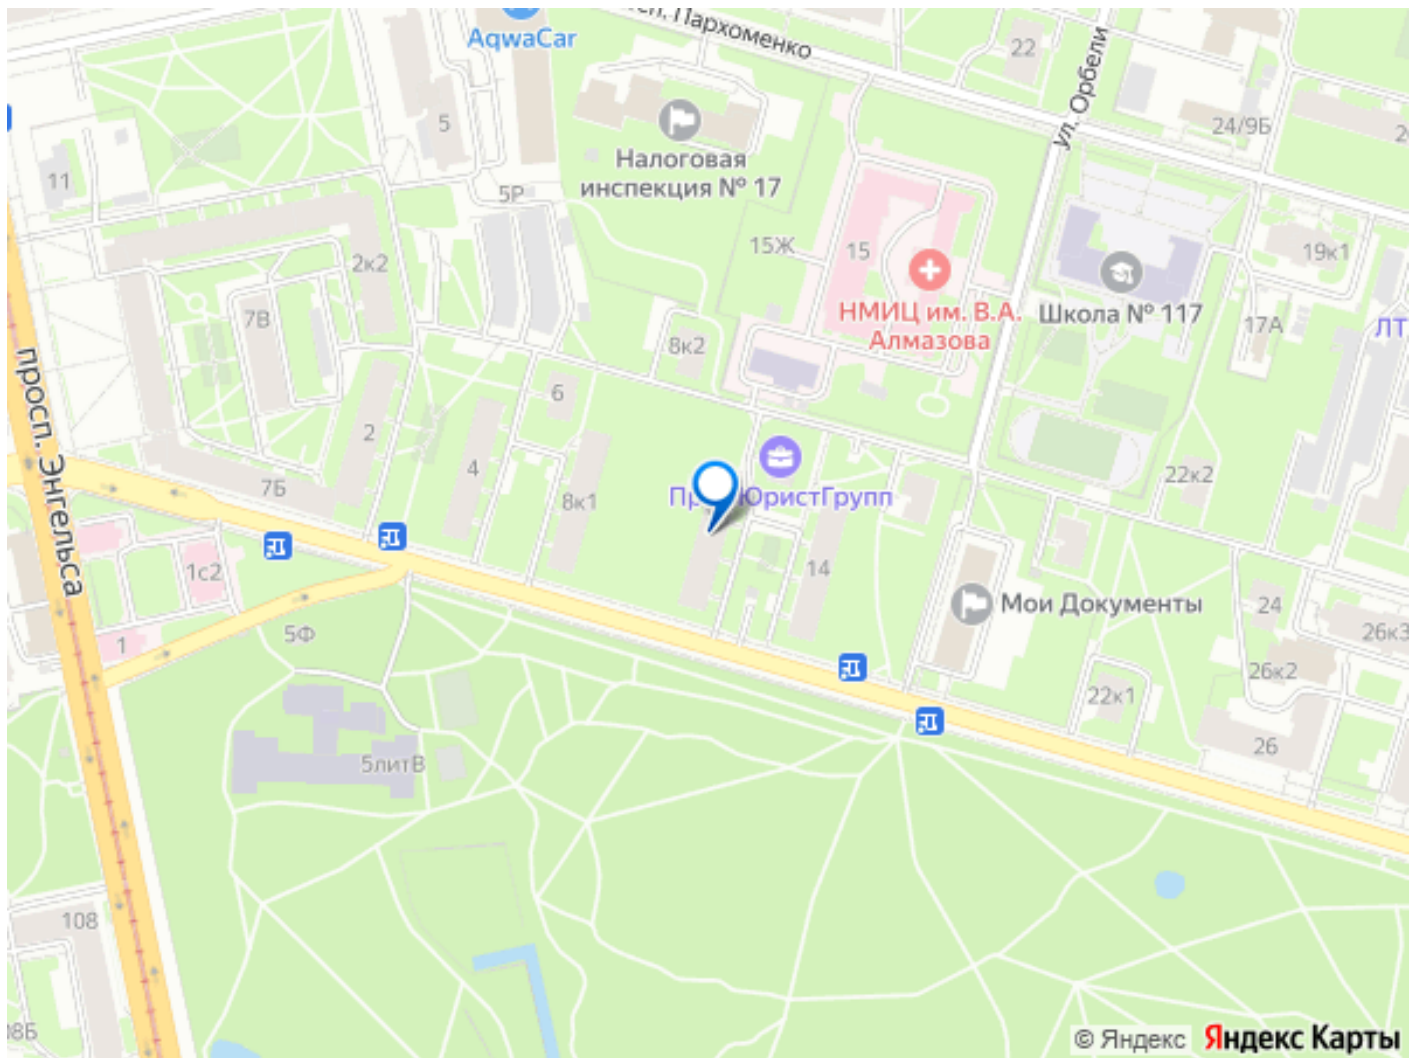 AqwaCar
Пархоменко
22
ул. Орбели
24/9Б
5
Налоговая
инспекция № 17
11
5Р
15Ж
15
19к1
2к2
НМИЦ им. В.А.
Алмазова
Школа № 117
7В
8к2
17А
ЛТ
просп. Энгельса
6
2
4
22к2
7Б
8к1
ЮристГрупп
14
1с2
Мои Документы
24
1
5Ф
26к3
26к2
22к1
26
5литВ
108
© Яндекс
Яндекс Карты